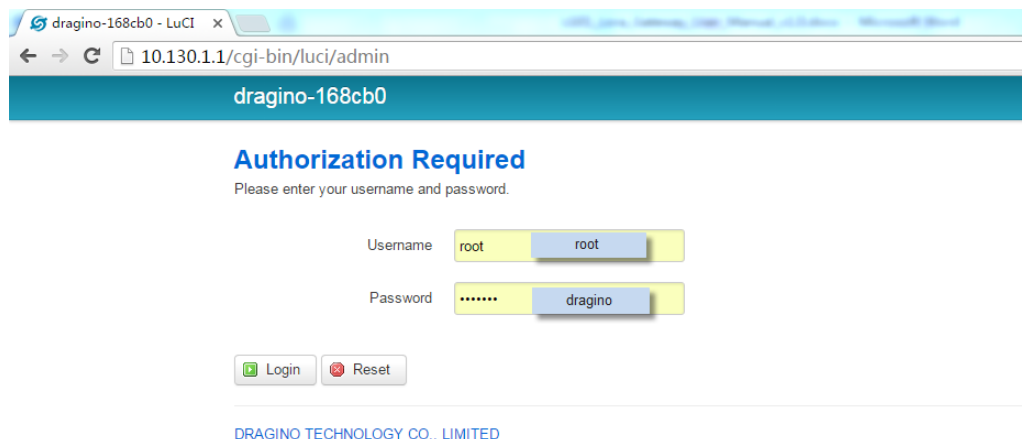 dragino-168cb0 - LuCI
10.130.1.1/cgi-bin/luci/admin
dragino-168cb0
Authorization Required
Please enter your username and password.
Username root root
Password ••••••• dragino
Login Reset
DRAGINO TECHNOLOGY CO., LIMITED